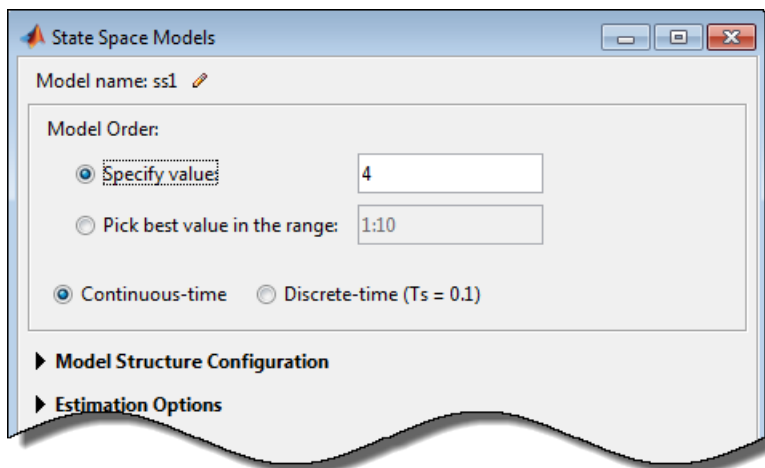 State Space Models
Model name: ss1
Model Order:
Specify value:
4
Pick best value in the range:
1:10
Continuous-time
Discrete-time (Ts = 0.1)
Model Structure Configuration
Estimation Options